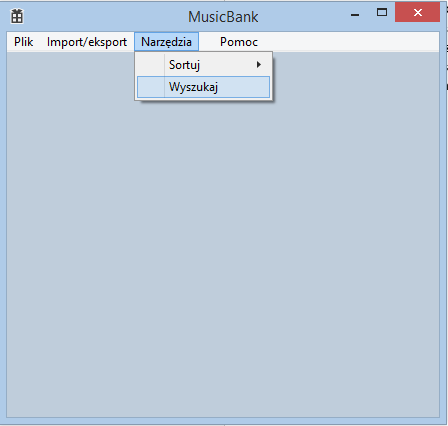 MusicBank
Plik Import/eksport Narzędzia Pomoc
Sortuj
Wyszukaj